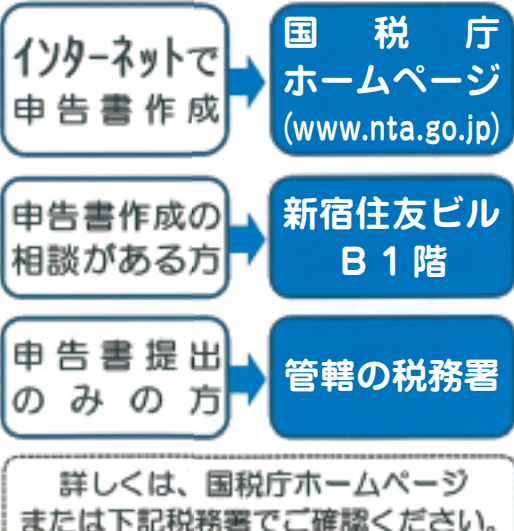 インターネットで
申告書作成
国税庁
ホームページ
(www.nta.go.jp)
申告書作成の
相談がある方
新宿住友ビル
B1階
申告書提出
のみの方
管轄の税務署
詳しくは、国税庁ホームページ
または下記税務署でご確認ください。